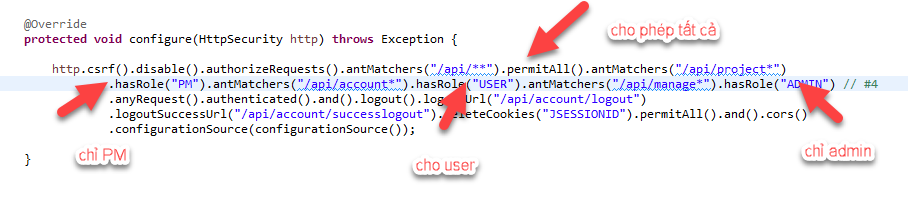 @Override
protected void configure(HttpSecurity http) throws Exception {
cho phép tất cả
http.csrf().disable().authorizeRequests().antMatchers("/api/**").permitAll().antMatchers("/api/project*")
.hasRole("PM").antMatchers("/api/account*").hasRole("USER").antMatchers("/api/manage*").hasRole("ADMIN") // #4
.anyRequest().authenticated().and().logout().logoutUrl("/api/account/logout")
.logoutSuccessUrl("/api/account/successlogout").deleteCookies("JSESSIONID").permitAll().and().cors()
.configurationSource(configurationSource());
chỉ PM
cho user
chỉ admin
}